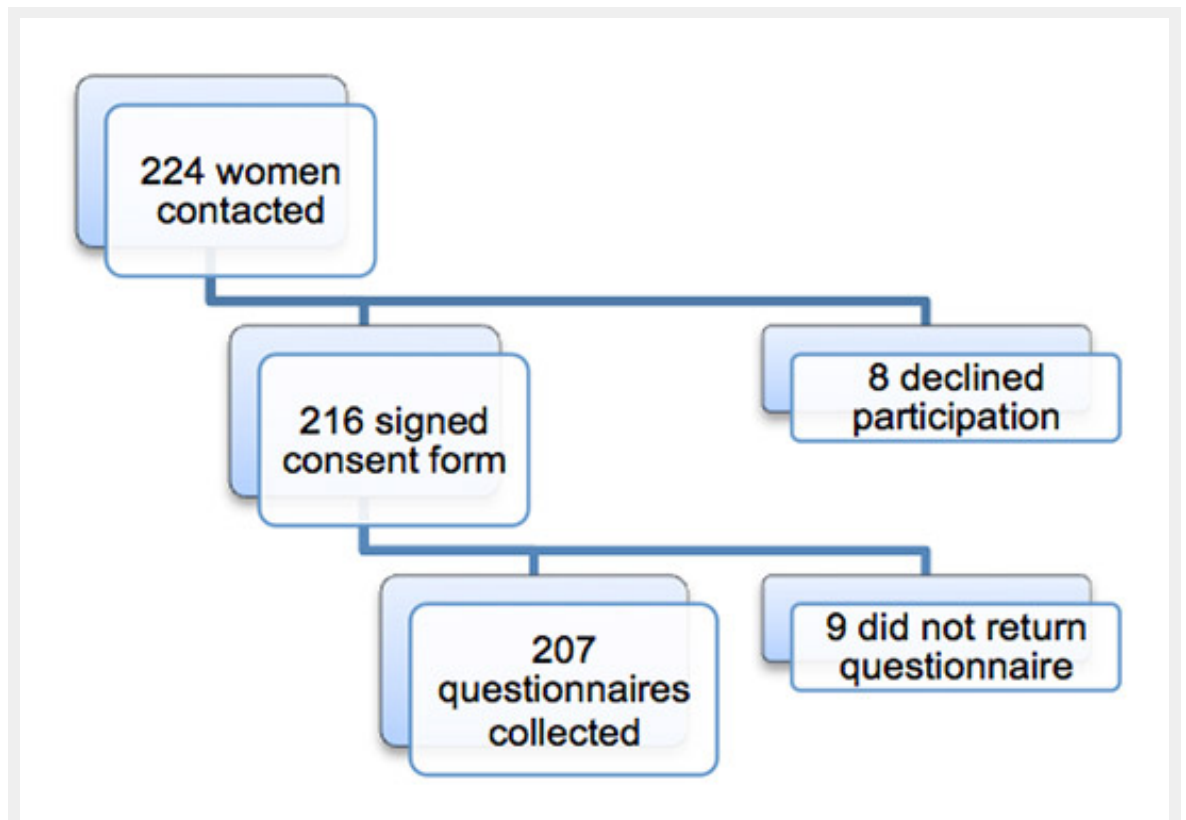 224 women
contacted
216 signed
consent form
8 declined
participation
207
questionnaires
collected
9 did not return
questionnaire